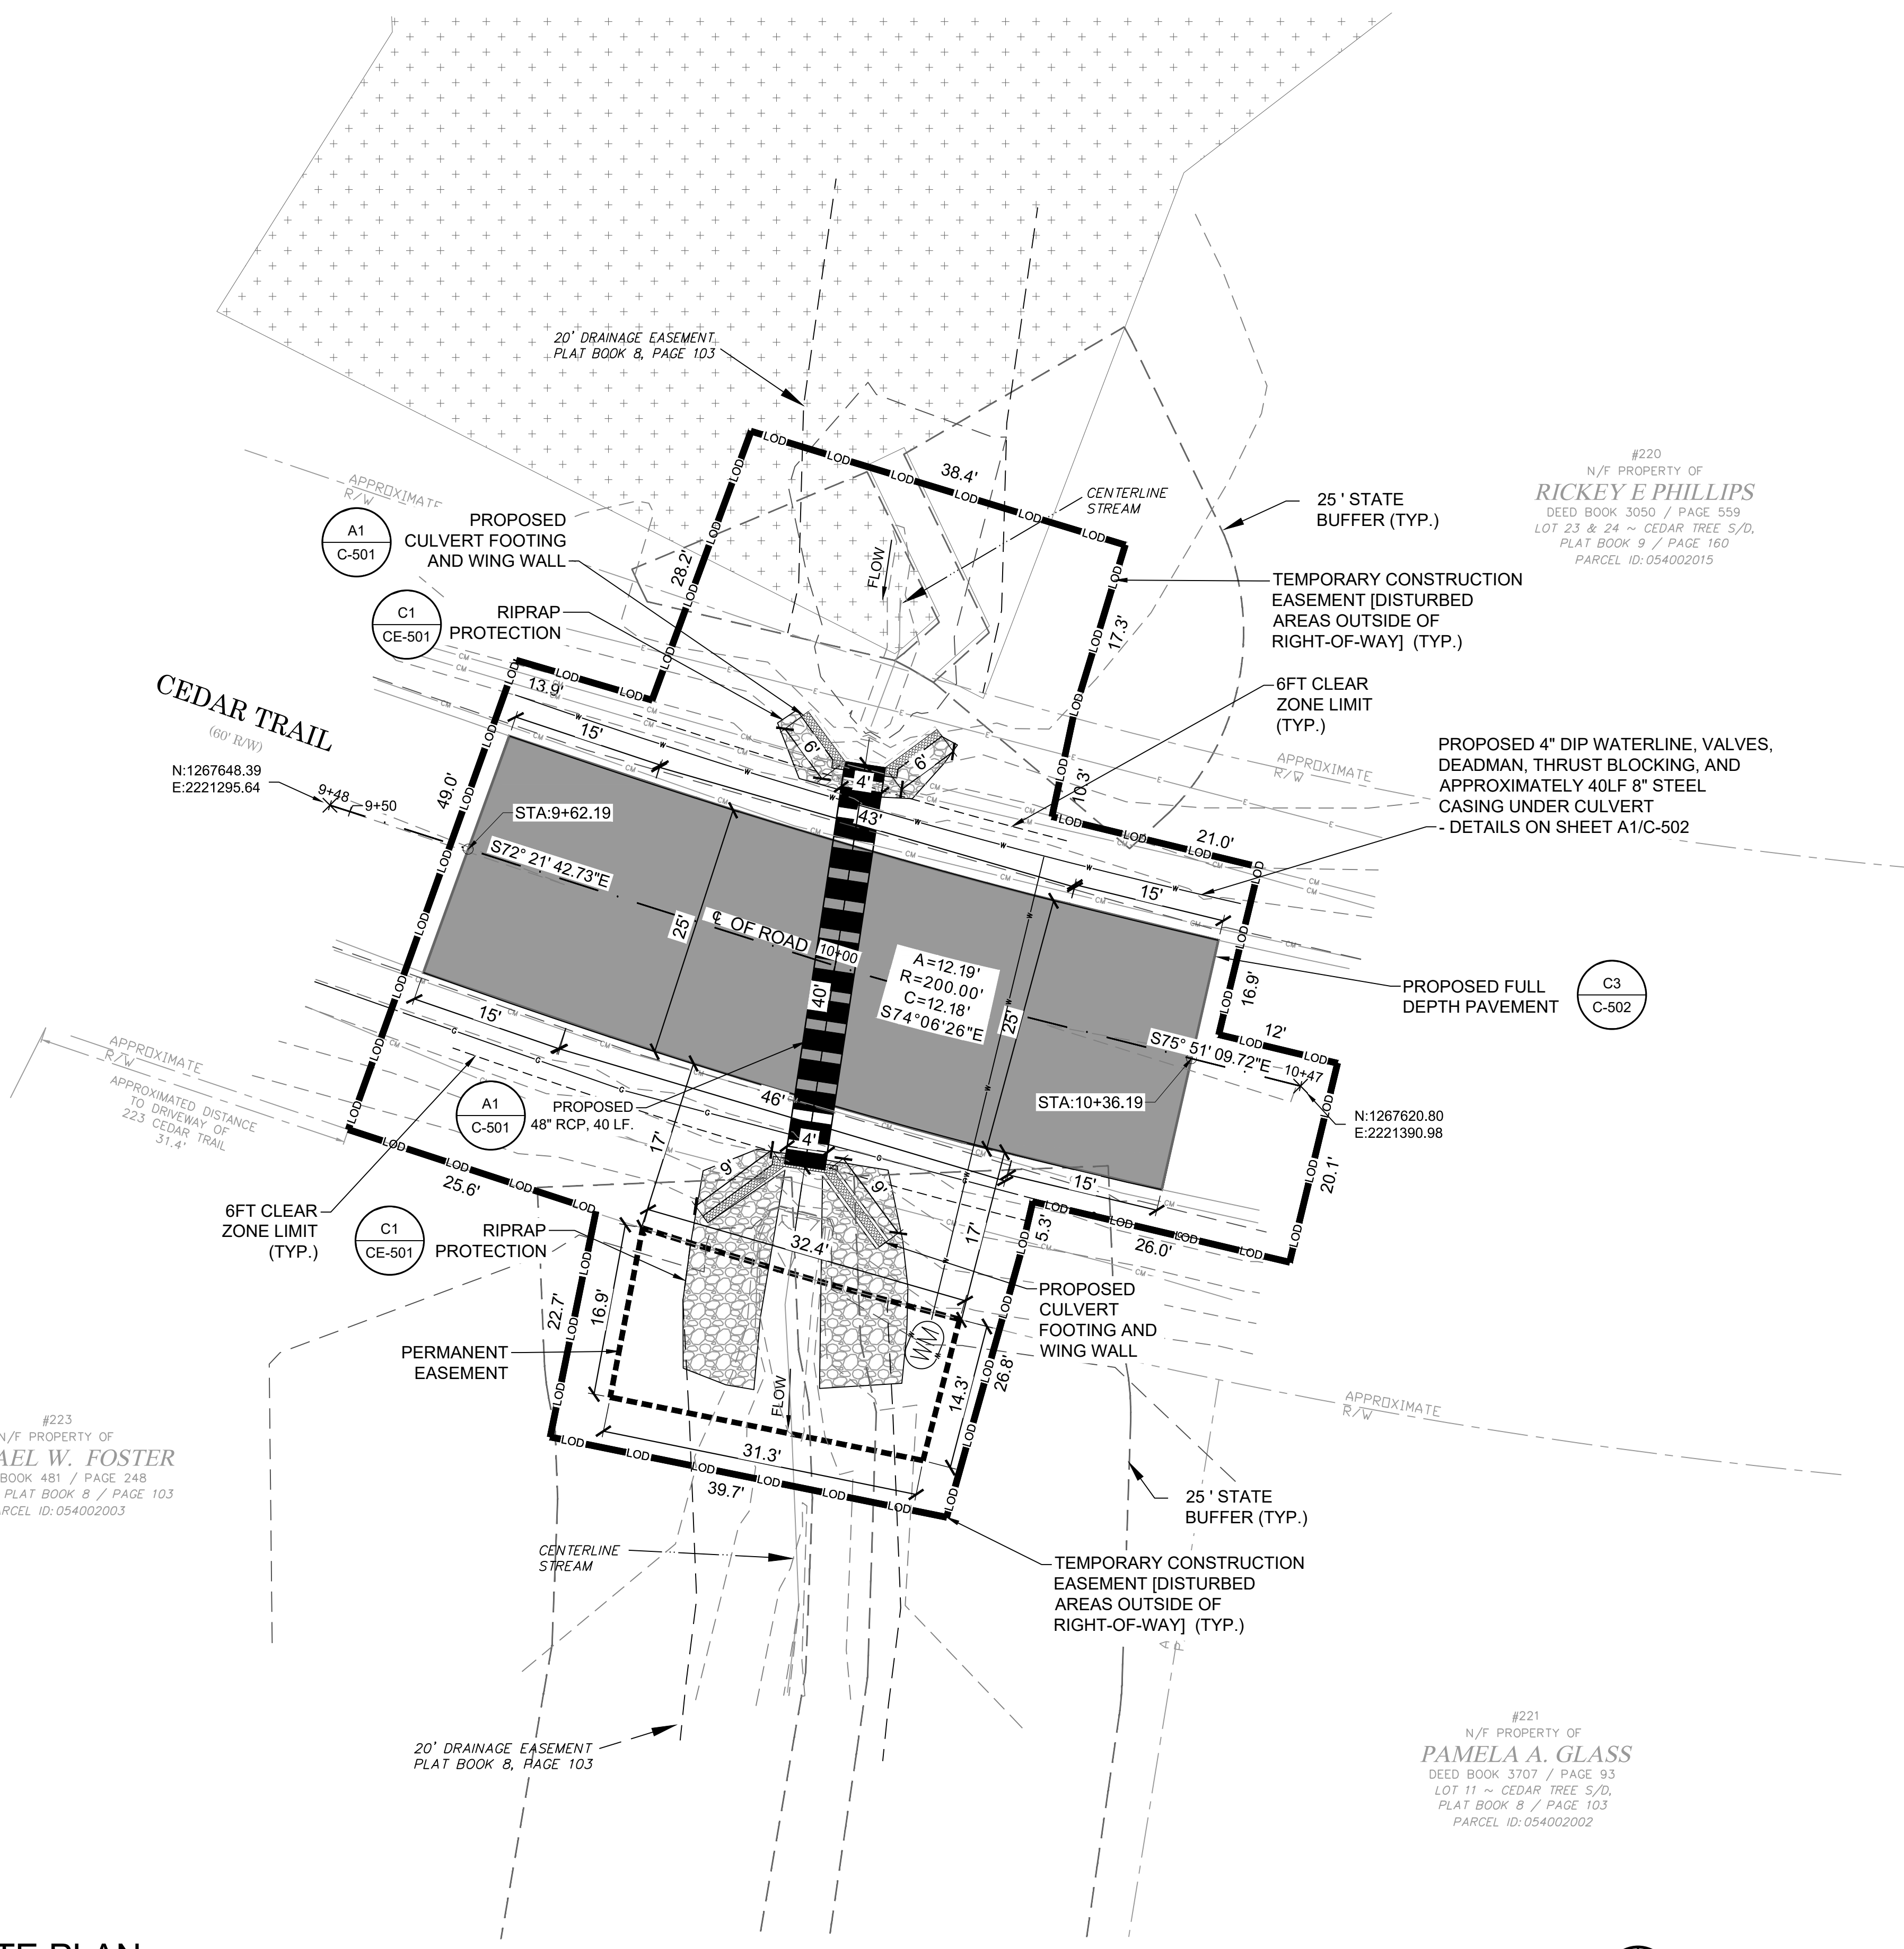 20' DRAINAGE EASEMENT
PLAT BOOK 8, PAGE 103
LOD
38.4'
CENTERLINE
STREAM
25 ' STATE
BUFFER (TYP.)
#220
N/F PROPERTY OF
RICKEY E PHILLIPS
DEED BOOK 3050 / PAGE 559
LOT 23 & 24 ~ CEDAR TREE S/D,
PLAT BOOK 9 / PAGE 160
PARCEL ID: 054002015
APPROXIMATE
R/W
A1
C-501
PROPOSED
CULVERT FOOTING
AND WING WALL
28.2'
FLOW
TEMPORARY CONSTRUCTION
EASEMENT [DISTURBED
AREAS OUTSIDE OF
RIGHT-OF-WAY] (TYP.)
17.3'
C1
CE-501
RIPRAP
PROTECTION
6FT CLEAR
ZONE LIMIT
(TYP.)
CEDAR TRAIL
(60' R/W)
13.9'
15'
6'
6'
4'
43'
10.3'
APPROXIMATE
R/W
PROPOSED 4" DIP WATERLINE, VALVES,
DEADMAN, THRUST BLOCKING, AND
APPROXIMATELY 40LF 8" STEEL
CASING UNDER CULVERT
- DETAILS ON SHEET A1/C-502
21.0'
15'
N:1267648.39
E:2221295.64
9+48
9+50
49.0'
STA:9+62.19
S72° 21' 42.73"E
25'
℄ OF ROAD
10+00
A=12.19'
R=200.00'
C=12.18'
S74°06'26"E
40'
25'
16.9'
PROPOSED FULL
DEPTH PAVEMENT
C3
C-502
12'
S75° 51' 09.72"E
10+47
STA:10+36.19
N:1267620.80
E:2221390.98
20.1'
15'
APPROXIMATE
R/W
APPROXIMATED DISTANCE
TO DRIVEWAY OF
223 CEDAR TRAIL
31.4'
A1
C-501
PROPOSED
48" RCP, 40 LF.
46'
17'
4'
9'
9'
15'
25.6'
6FT CLEAR
ZONE LIMIT
(TYP.)
C1
CE-501
RIPRAP
PROTECTION
32.4'
17'
5.3'
26.0'
PROPOSED
CULVERT
FOOTING AND
WING WALL
WM
22.7'
16.9'
PERMANENT
EASEMENT
FLOW
14.3'
26.8'
APPROXIMATE
R/W
31.3'
39.7'
#223
N/F PROPERTY OF
AEL W. FOSTER
BOOK 481 / PAGE 248
PLAT BOOK 8 / PAGE 103
RCEL ID: 054002003
25 ' STATE
BUFFER (TYP.)
CENTERLINE
STREAM
TEMPORARY CONSTRUCTION
EASEMENT [DISTURBED
AREAS OUTSIDE OF
RIGHT-OF-WAY] (TYP.)
20' DRAINAGE EASEMENT
PLAT BOOK 8, PAGE 103
#221
N/F PROPERTY OF
PAMELA A. GLASS
DEED BOOK 3707 / PAGE 93
LOT 11 ~ CEDAR TREE S/D,
PLAT BOOK 8 / PAGE 103
PARCEL ID: 054002002